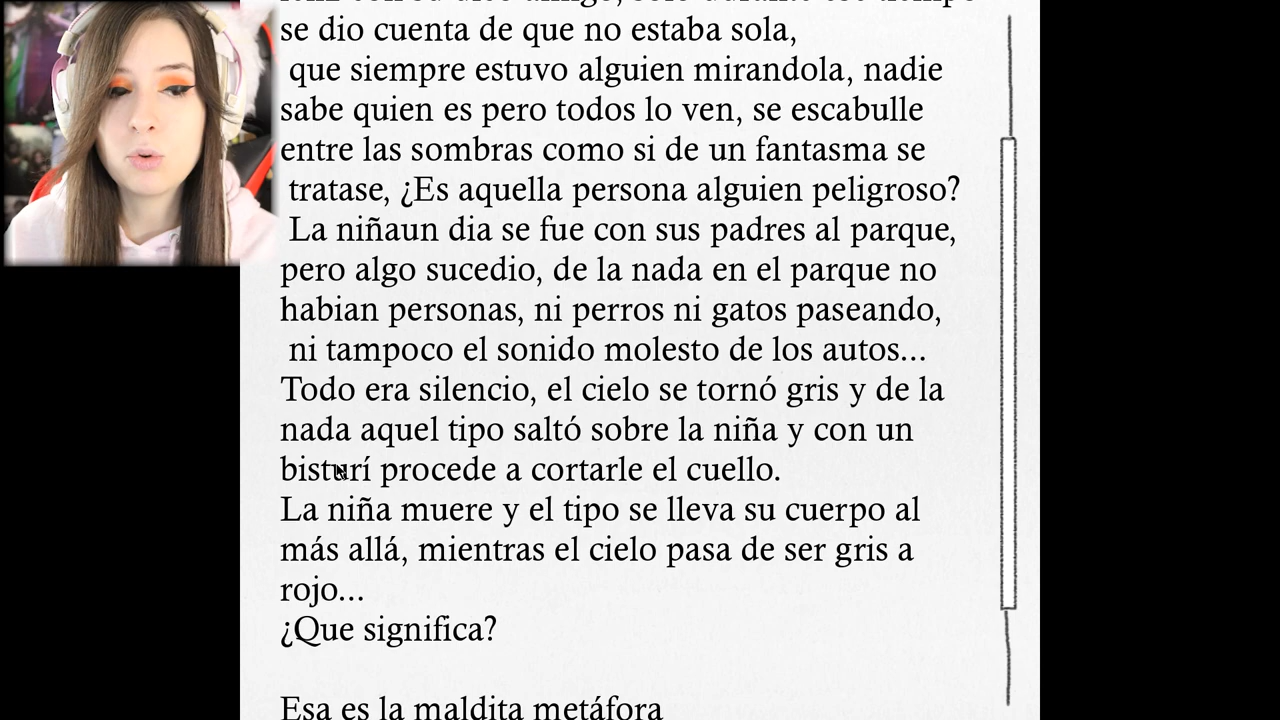 se dio cuenta de que no estaba sola,
que siempre estuvo alguien mirandola, nadie
sabe quien es pero todos lo ven, se escabulle
entre las sombras como si de un fantasma se
tratase, ¿Es aquella persona alguien peligroso?
La niñaun dia se fue con sus padres al parque,
pero algo sucedio, de la nada en el parque no
habian personas, ni perros ni gatos paseando,
ni tampoco el sonido molesto de los autos...
Todo era silencio, el cielo se tornó gris y de la
nada aquel tipo saltó sobre la niña y con un
bisturí procede a cortarle el cuello.
La niña muere y el tipo se lleva su cuerpo al
más allá, mientras el cielo pasa de ser gris a
rojo...
¿Que significa?
Esa es la maldita metáfora